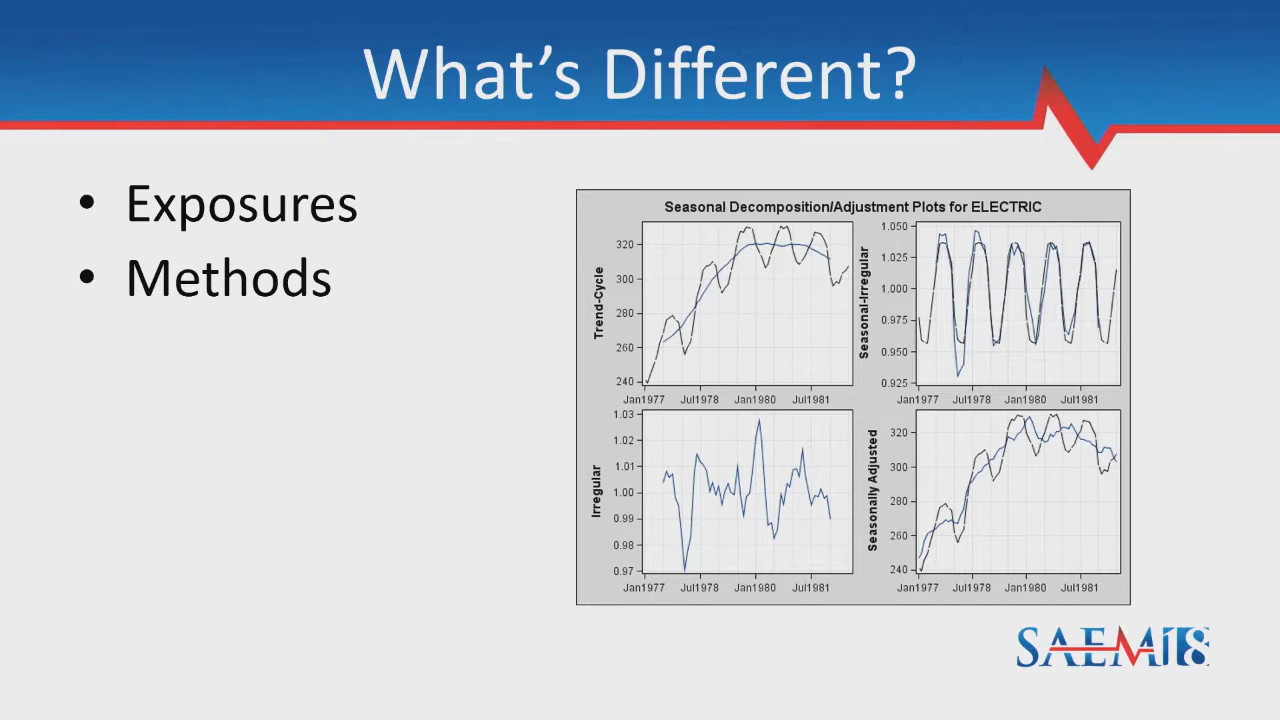 What's Different?
• Exposures
• Methods
Seasonal Decomposition/Adjustment Plots for ELECTRIC
Trend-Cycle
320
300
280
260
240
Jan1977 Jul1978 Jan1980 Jul1981
Seasonal-Irregular
1.050
1.025
1.000
0.975
0.950
0.925
Jan1977 Jul1978 Jan1980 Jul1981
Irregular
1.03
1.02
1.01
1.00
0.99
0.98
0.97
Jan1977 Jul1978 Jan1980 Jul1981
Seasonally Adjusted
320
300
280
260
240
Jan1977 Jul1978 Jan1980 Jul1981
SAEM18